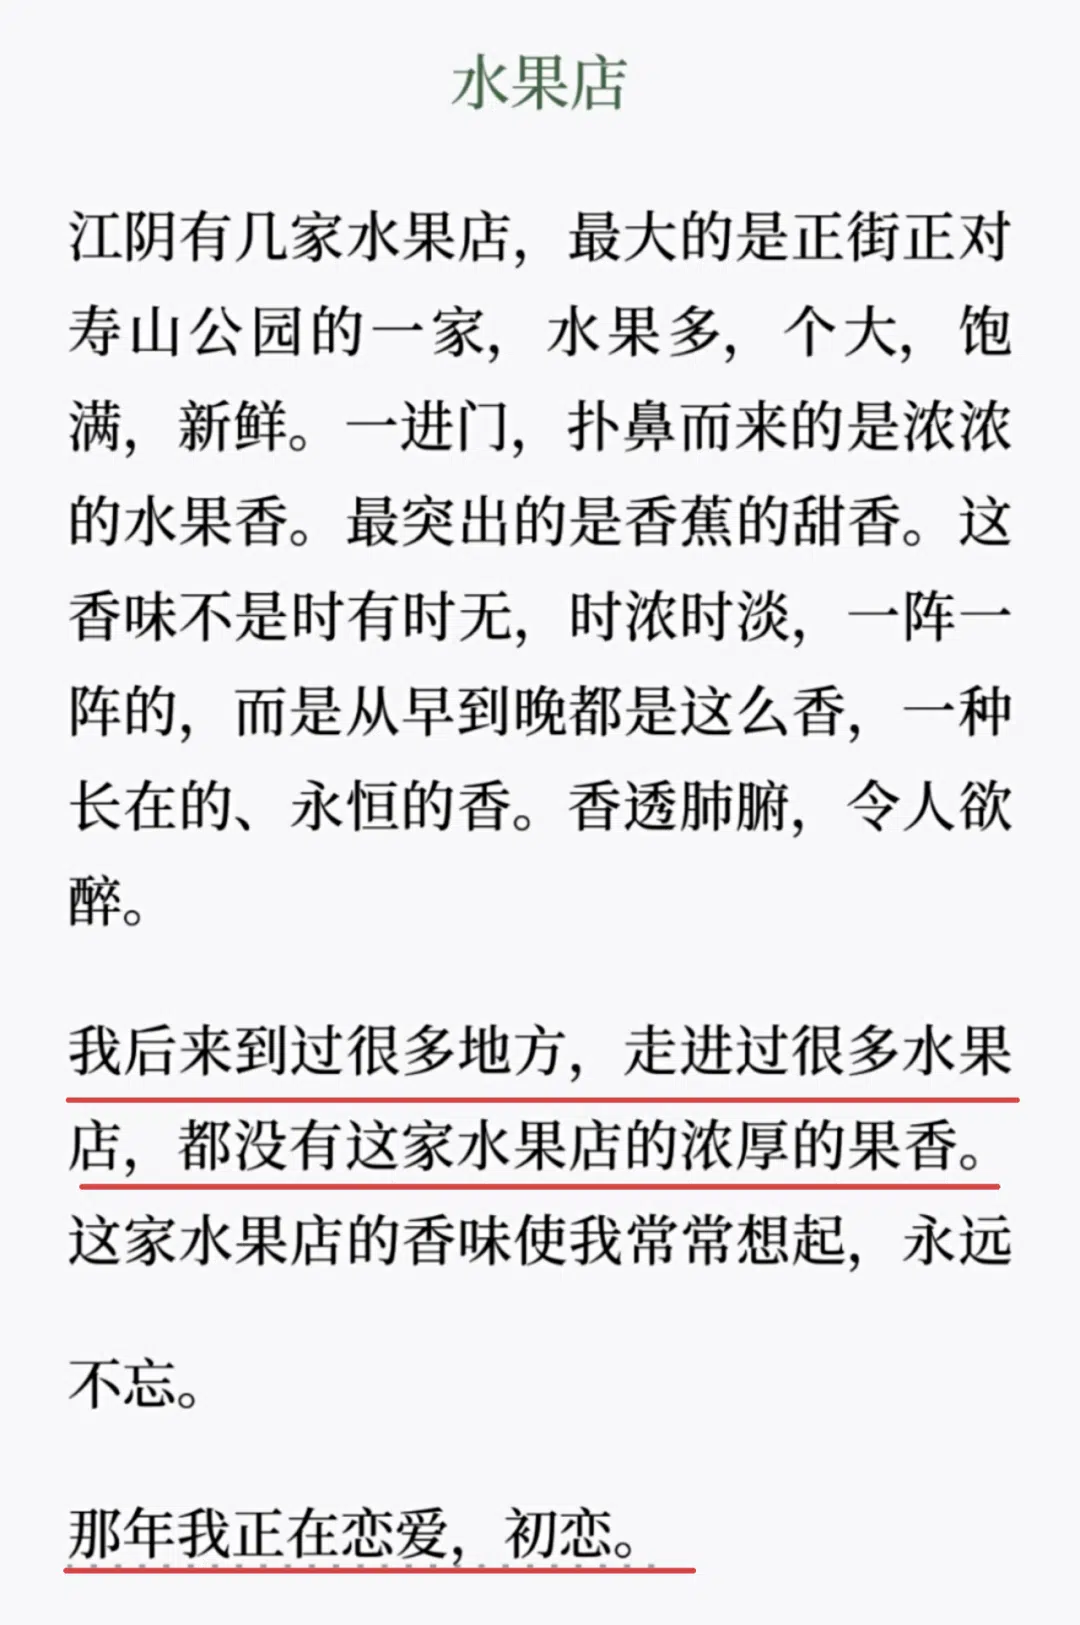 水果店
江阴有几家水果店，最大的是正街正对
寿山公园的一家，水果多，个大，饱
满，新鲜。一进门，扑鼻而来的是浓浓
的水果香。最突出的是香蕉的甜香。这
香味不是时有时无，时浓时淡，一阵一
阵的，而是从早到晚都是这么香，一种
长在的、永恒的香。香透肺腑，令人欲
醉。
我后来到过很多地方，走进过很多水果
店，都没有这家水果店的浓厚的果香。
这家水果店的香味使我常常想起，永远
不忘。
那年我正在恋爱，初恋。